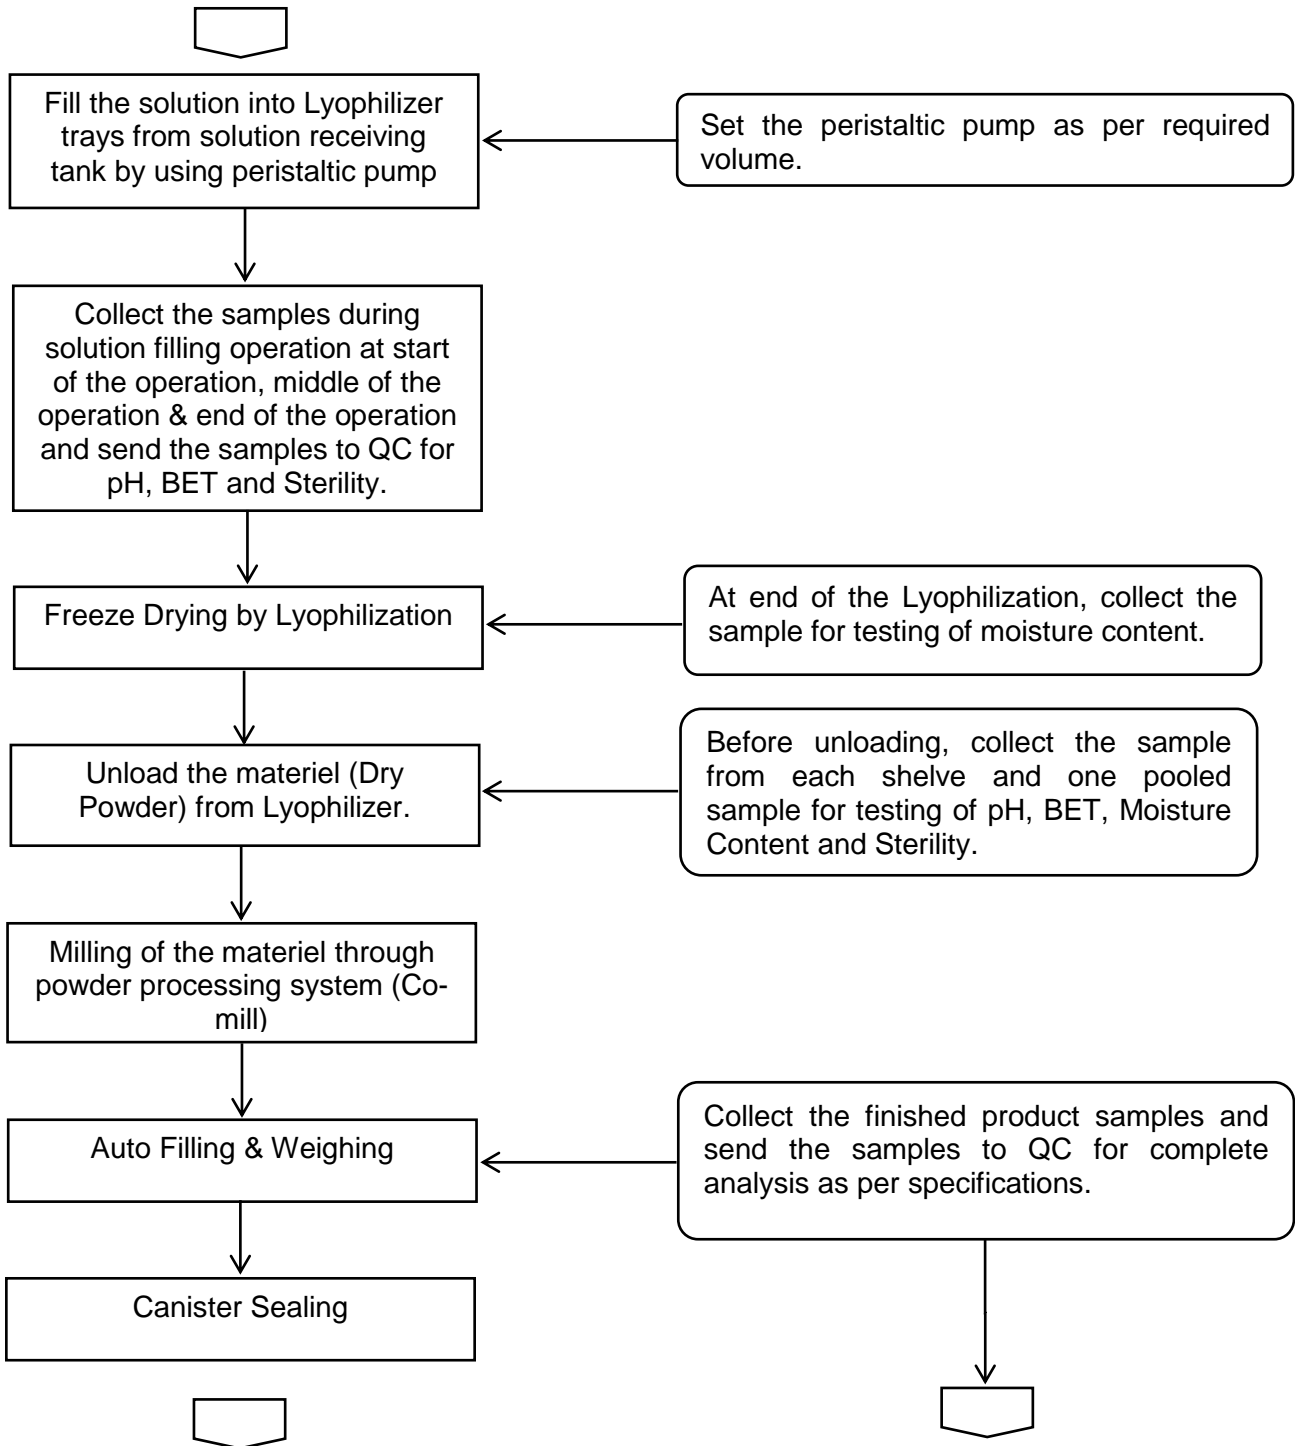 Fill the solution into Lyophilizer
trays from solution receiving
tank by using peristaltic pump
Set the peristaltic pump as per required
volume.
Collect the samples during
solution filling operation at start
of the operation, middle of the
operation & end of the operation
and send the samples to QC for
pH, BET and Sterility.
Freeze Drying by Lyophilization
At end of the Lyophilization, collect the
sample for testing of moisture content.
Unload the materiel (Dry
Powder) from Lyophilizer.
Before unloading, collect the sample
from each shelve and one pooled
sample for testing of pH, BET, Moisture
Content and Sterility.
Milling of the materiel through
powder processing system (Co-
mill)
Auto Filling & Weighing
Collect the finished product samples and
send the samples to QC for complete
analysis as per specifications.
Canister Sealing